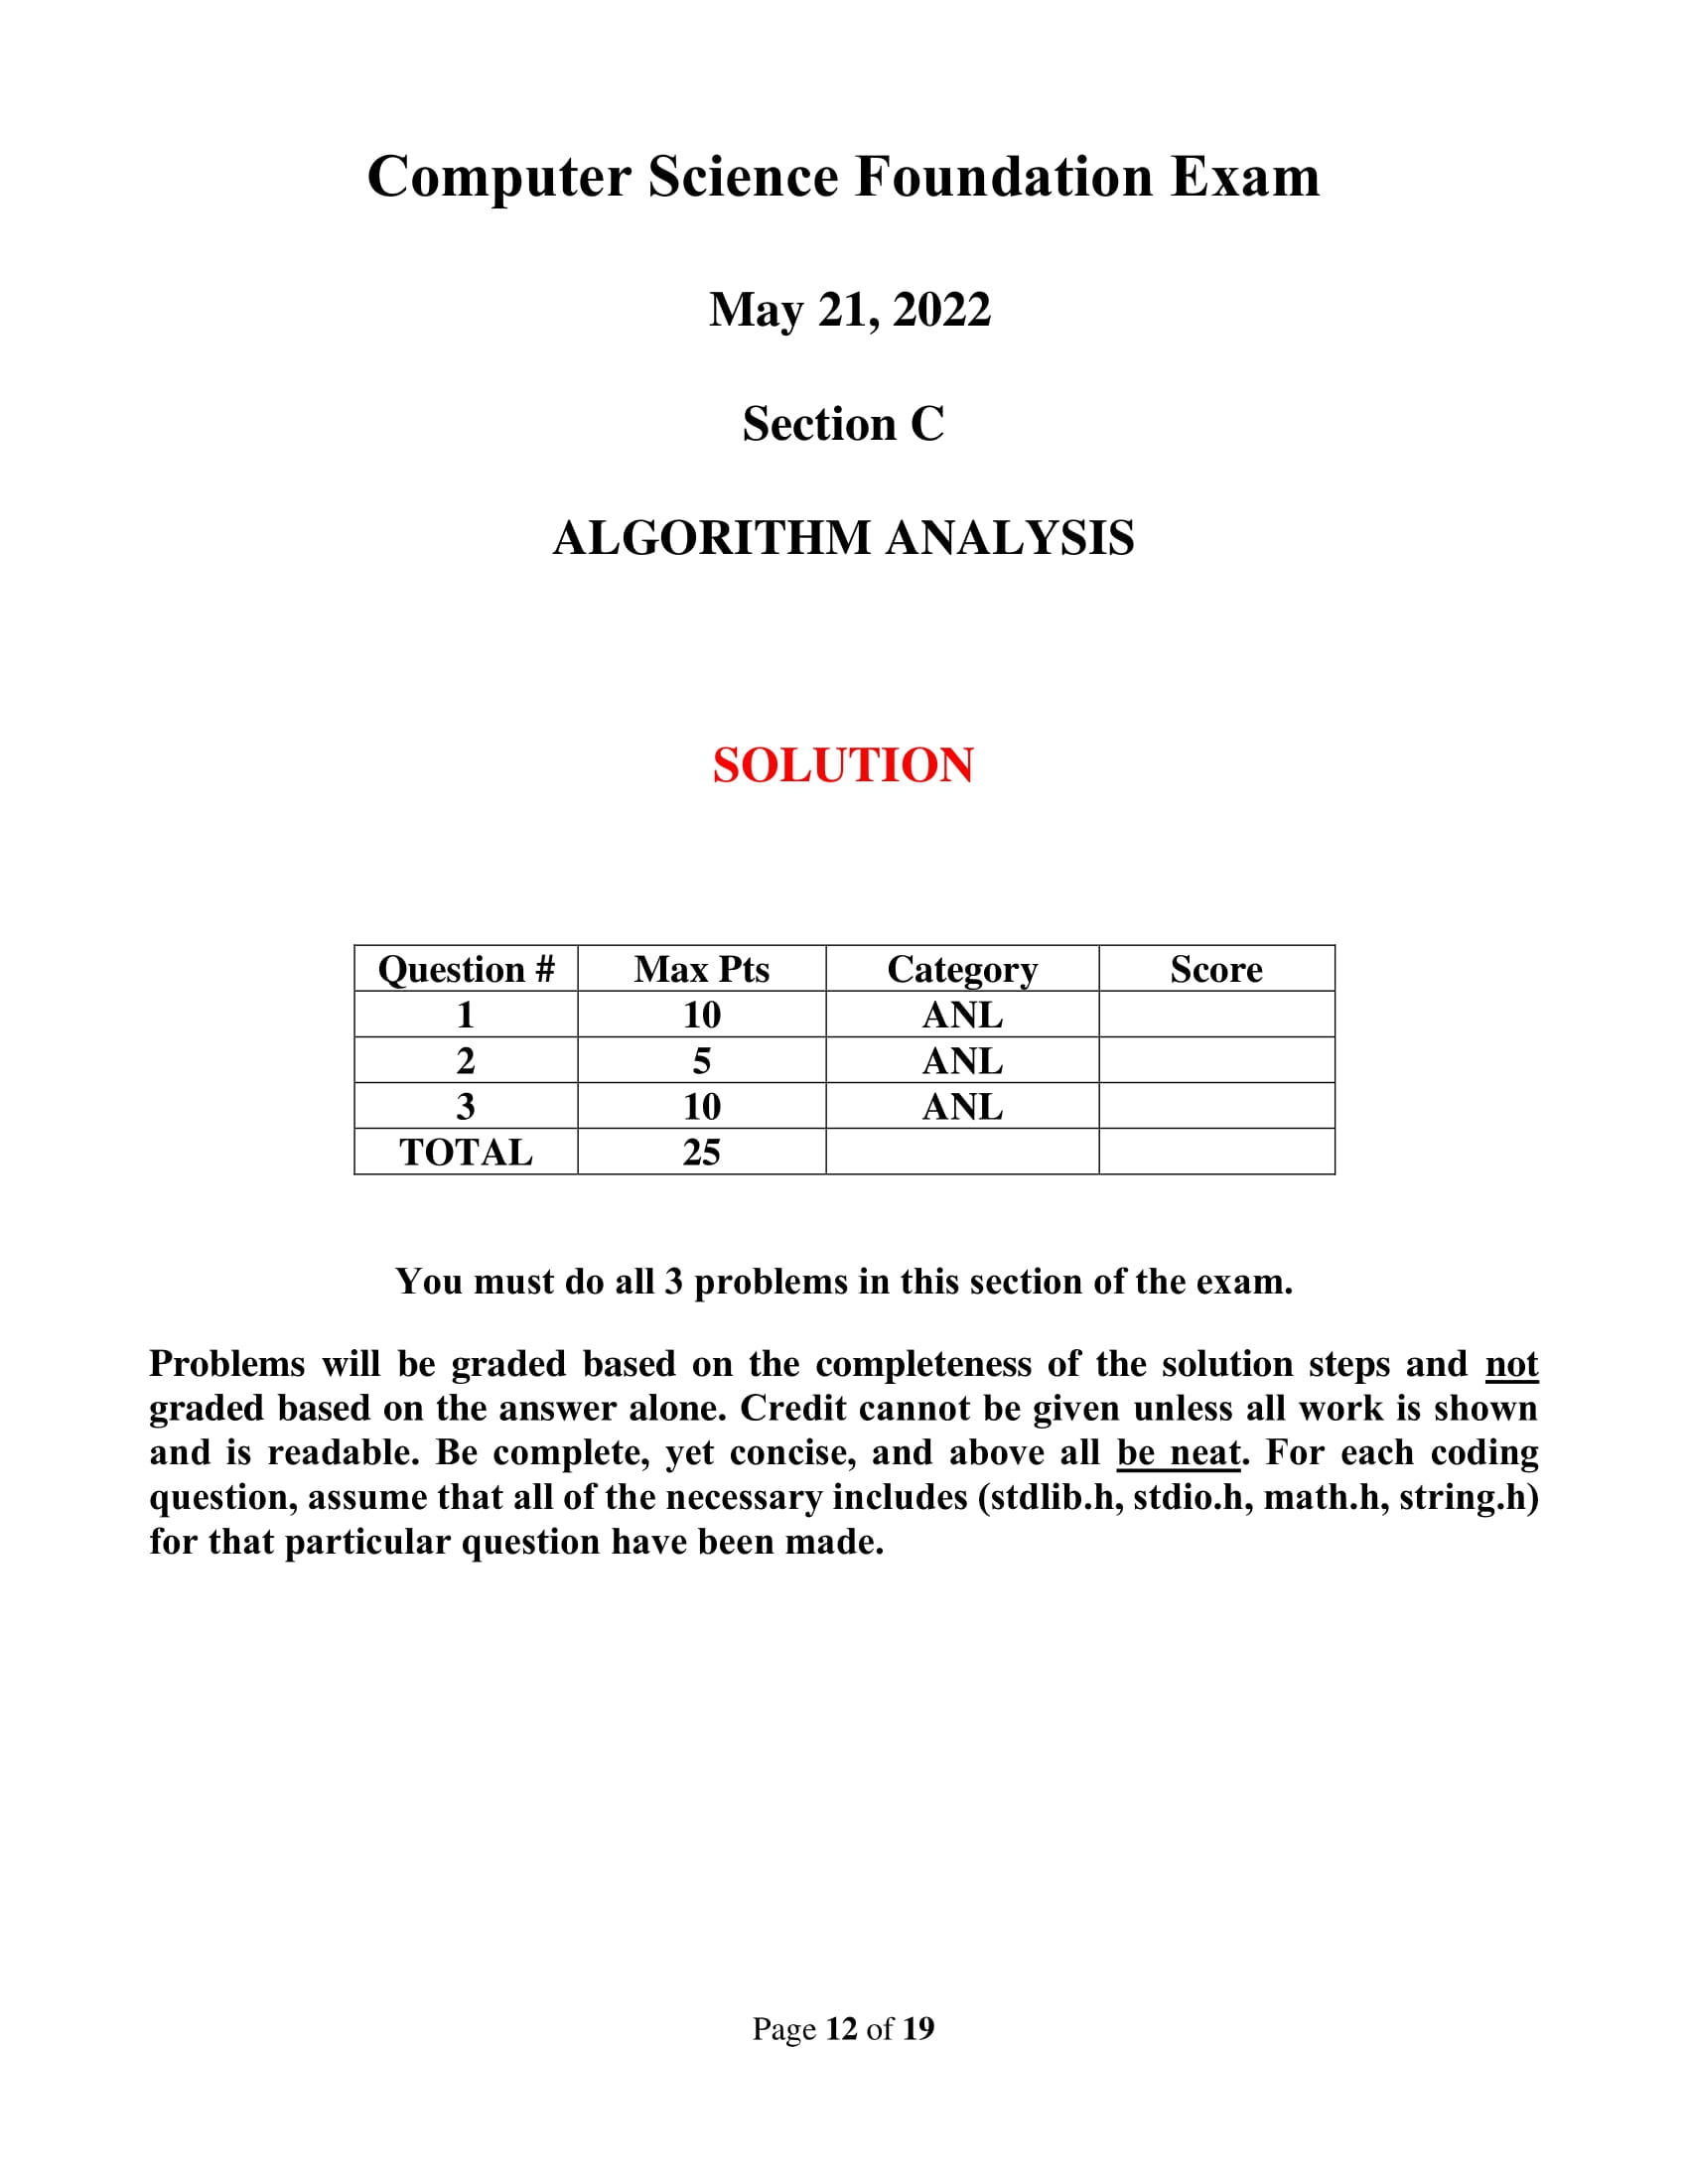 Computer Science Foundation Exam
May 21, 2022
Section C
ALGORITHM ANALYSIS
SOLUTION
Question # Max Pts Category Score
1 10 ANL
2 5 ANL
3 10 ANL
TOTAL 25
You must do all 3 problems in this section of the exam.
Problems will be graded based on the completeness of the solution steps and not
graded based on the answer alone. Credit cannot be given unless all work is shown
and is readable. Be complete, yet concise, and above all be neat. For each coding
question, assume that all of the necessary includes (stdlib.h, stdio.h, math.h, string.h)
for that particular question have been made.
Page 12 of 19